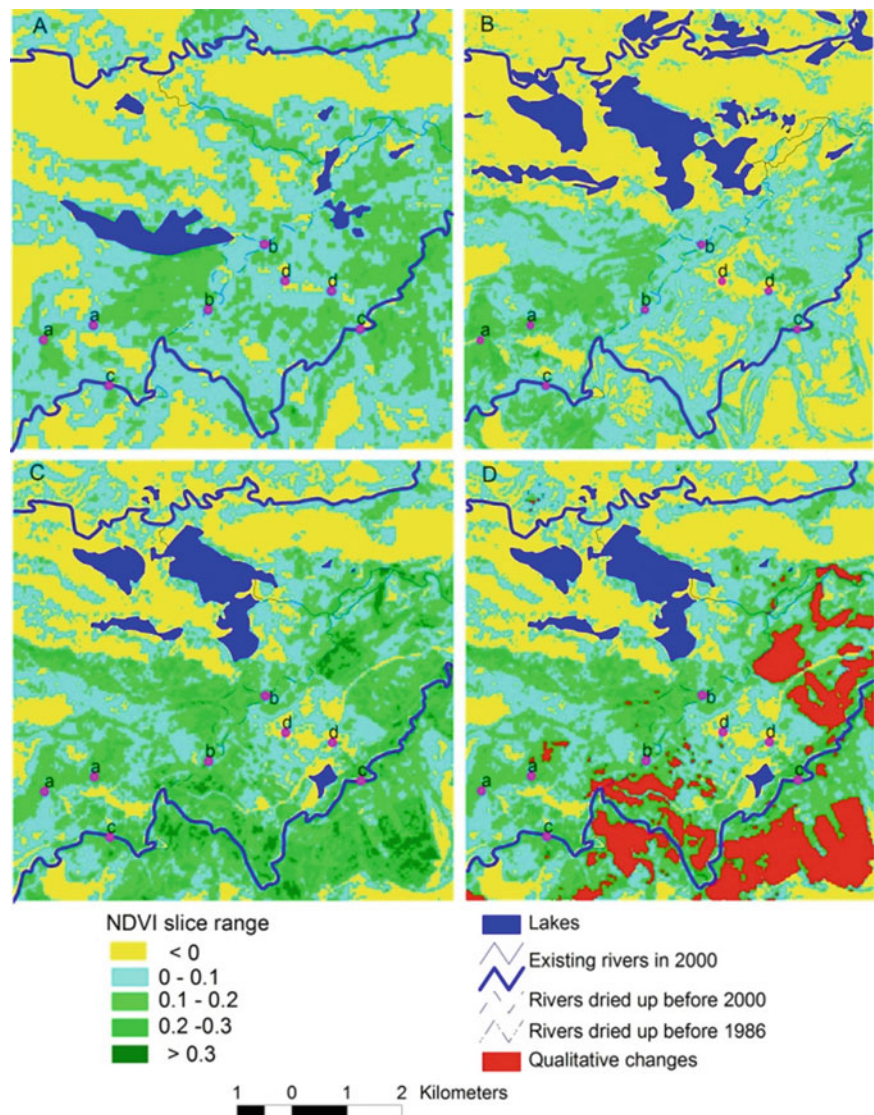 A
b
d
d
b
a
a
c
c
B
b
d
d
b
a
a
c
c
C
b
d
d
b
a
a
c
c
D
b
d
d
b
a
a
c
c
NDVI slice range
< 0
0 - 0.1
0.1 - 0.2
0.2 -0.3
> 0.3
Lakes
Existing rivers in 2000
Rivers dried up before 2000
Rivers dried up before 1986
Qualitative changes
1 0 1 2 Kilometers